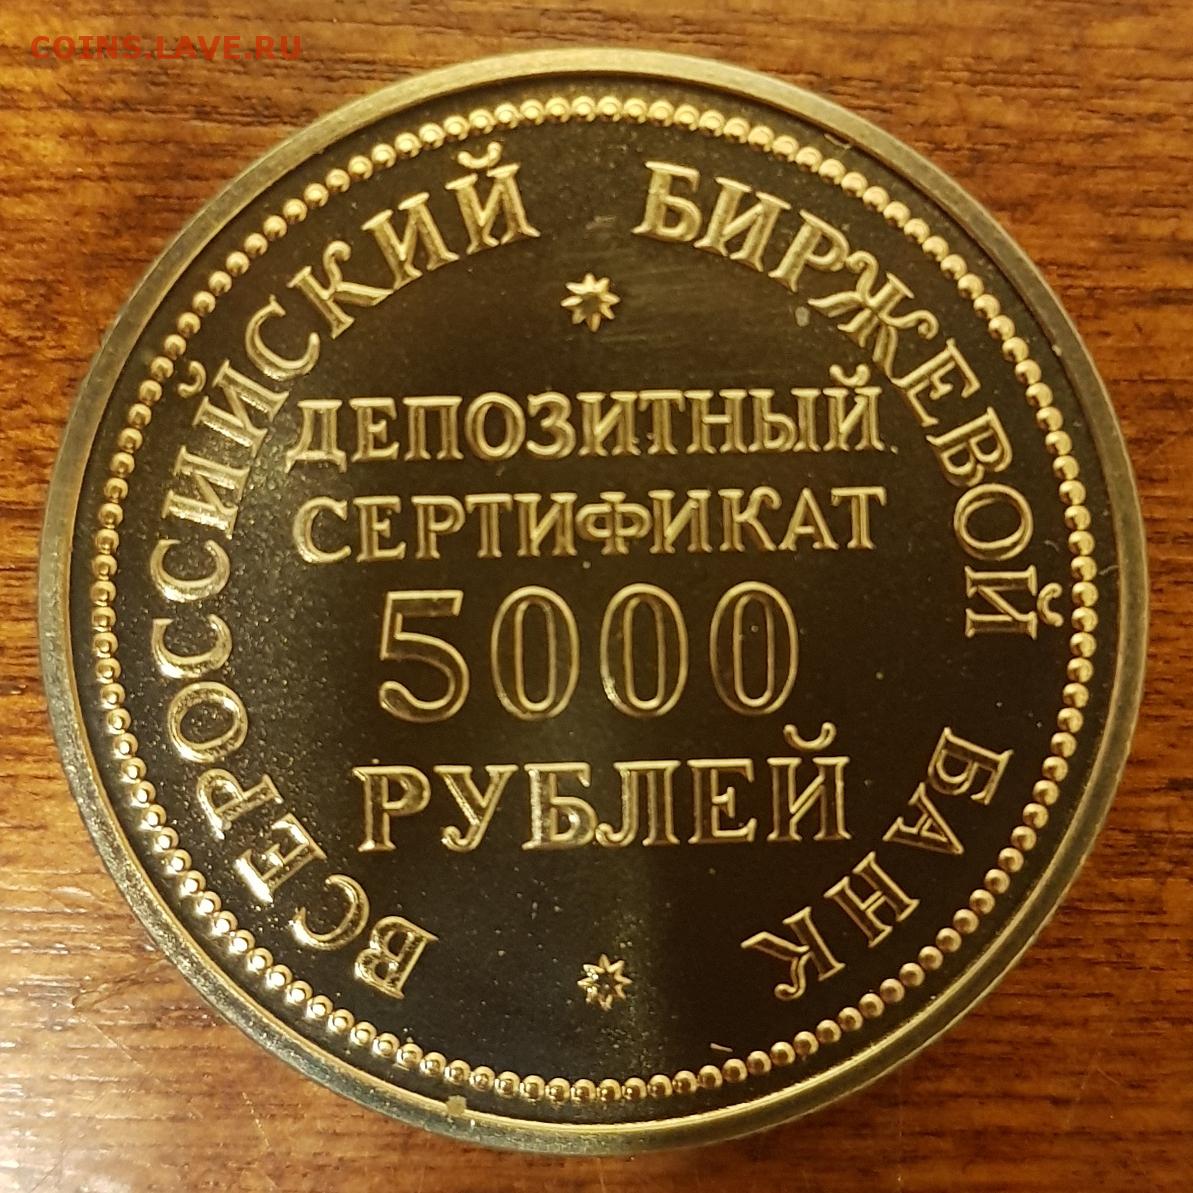 COINS.LAVE.RU
ВСЕРОССИЙСКИЙ БИРЖЕВОЙ БАНК
ДЕПОЗИТНЫЙ
СЕРТИФИКАТ
5000
РУБЛЕЙ